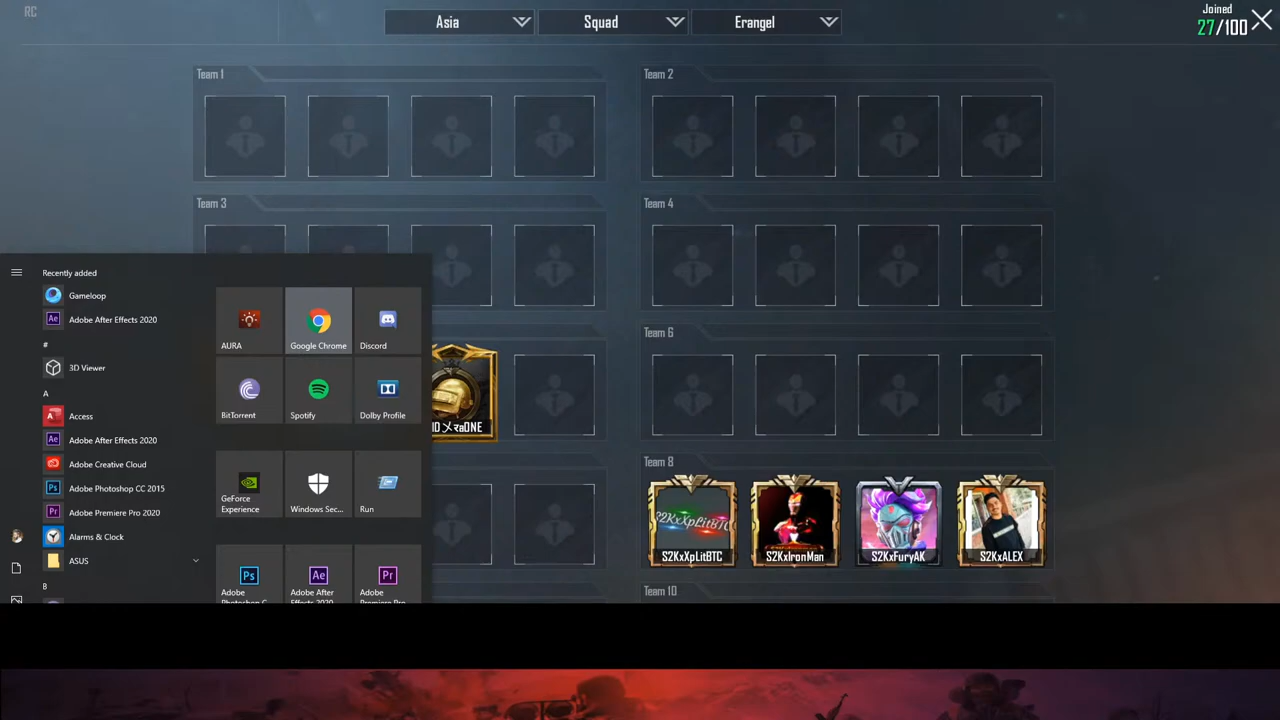 RC
Asia
Squad
Erangel
Joined
27/100
Team 1
Team 2
Team 3
Team 4
Team 6
Team 8
S2KxXpLitBTC
S2KxIronMan
S2KxFuryAK
S2KxALEX
Team 10
Recently added
Gameloop
Adobe After Effects 2020
#
3D Viewer
A
Access
Adobe After Effects 2020
Adobe Creative Cloud
Adobe Photoshop CC 2015
Adobe Premiere Pro 2020
Alarms & Clock
ASUS
B
AURA
Google Chrome
Discord
BitTorrent
Spotify
Dolby Profile
GeForce
Experience
Windows Sec...
Run
Adobe
Photoshop C
Adobe After
Effects 2020
Adobe
Premiere Pro